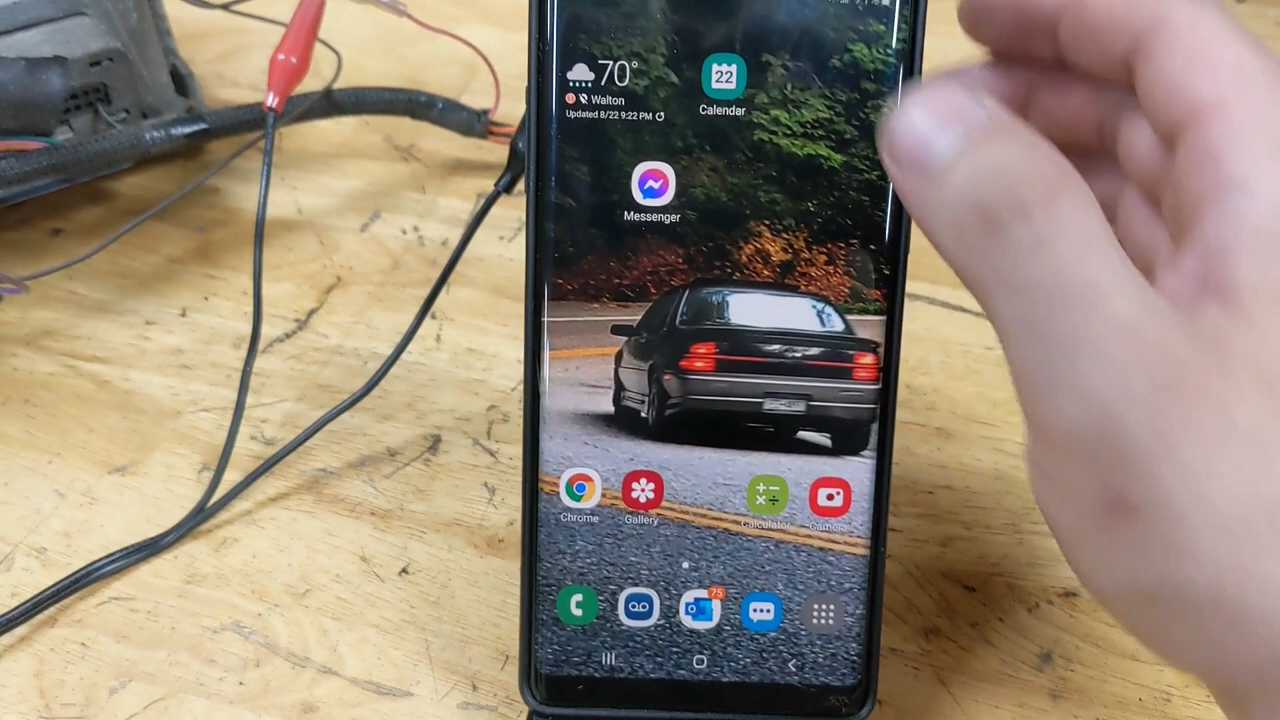 70°
22
Walton
Calendar
Updated 8/22 9:22 PM
Messenger
Chrome
Gallery
Calculator
Camera
75